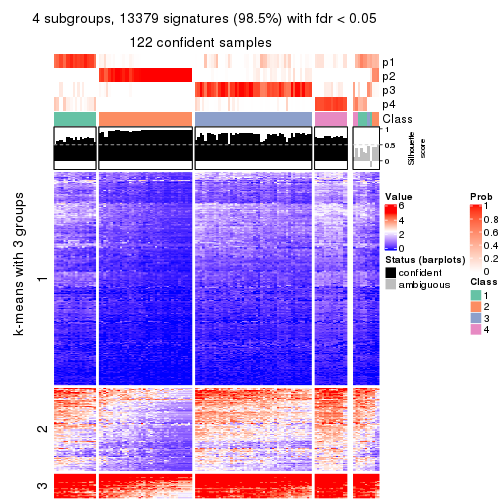 4 subgroups, 13379 signatures (98.5%) with fdr < 0.05
122 confident samples
p1
p2
p3
p4
Class
1
0.5
0
Silhouette
score
k-means with 3 groups
1
2
3
Value
6
4
2
0
Status (barplots)
confident
ambiguous
Prob
1
0.8
0.6
0.4
0.2
0
Class
1
2
3
4